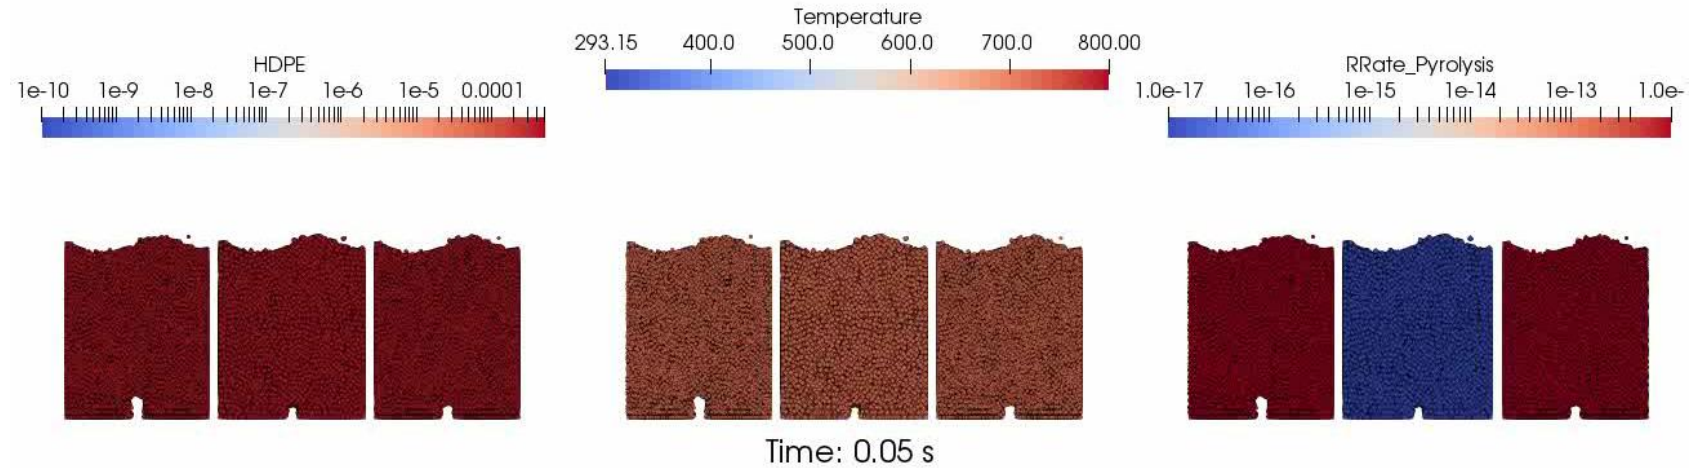 HDPE
1e-10 1e-9 1e-8 1e-7 1e-6 1e-5 0.0001
Temperature
293.15 400.0 500.0 600.0 700.0 800.00
RRate_Pyrolysis
1.0e-17 1e-16 1e-15 1e-14 1e-13 1.0e-
Time: 0.05 s